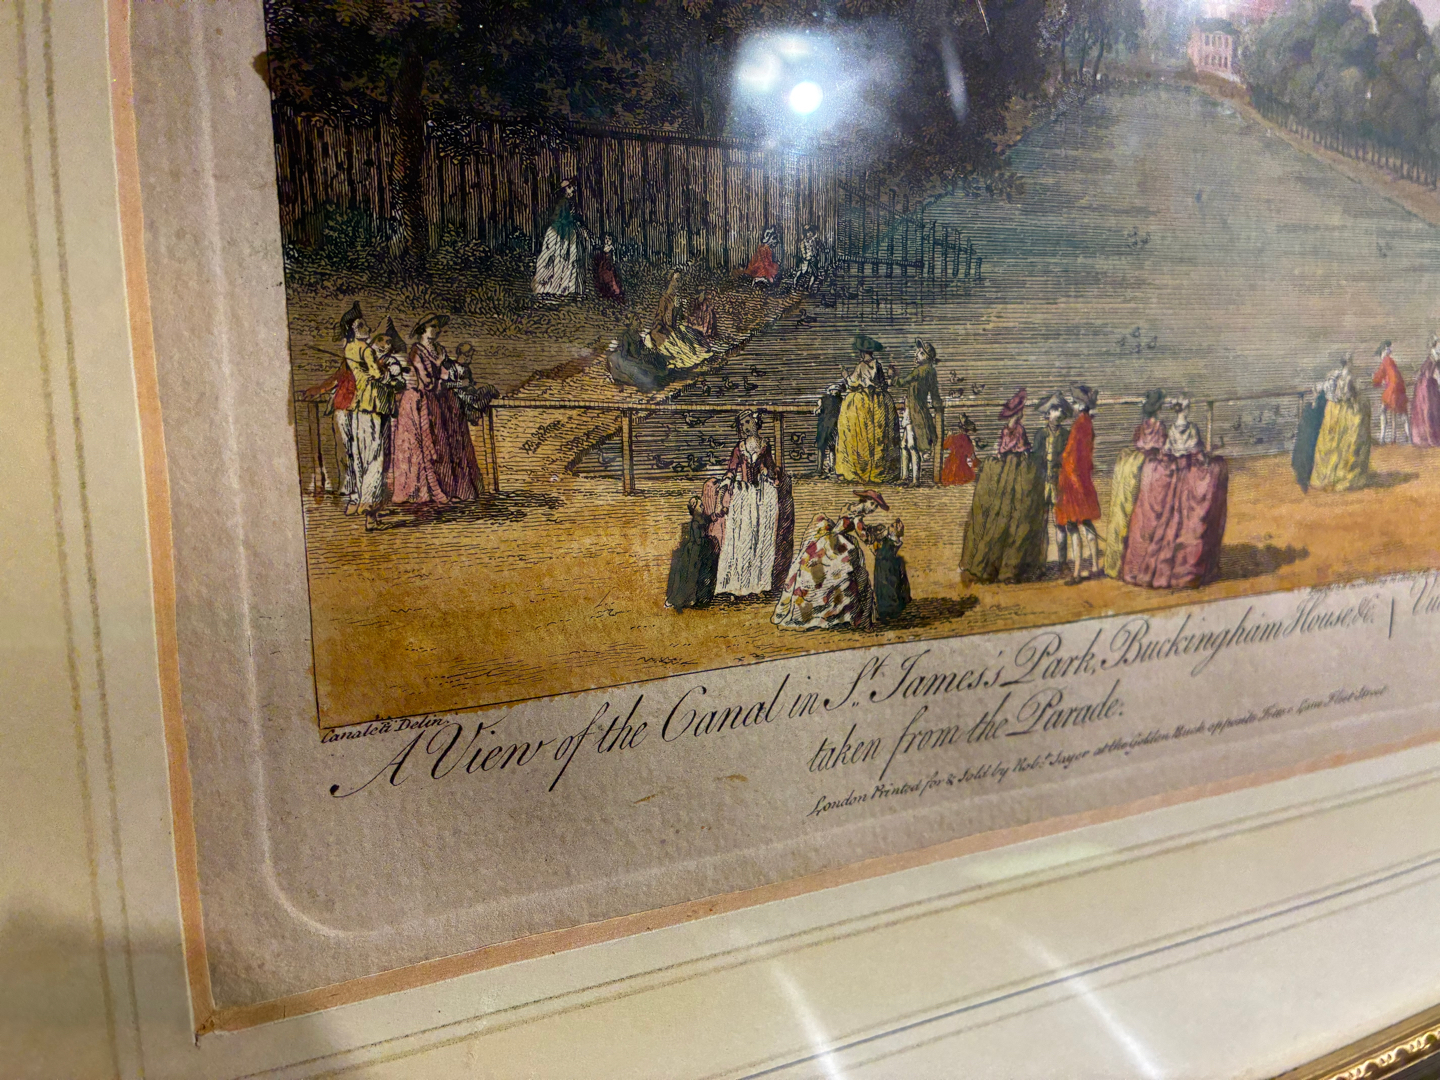 Canaleti Delin.
A View of the Canal in St. James's Park, Buckingham House, &c.
taken from the Parade.
London Printed for & Sold by Robt. Sayer at the Golden Buck opposite Fetter Lane Fleet Street